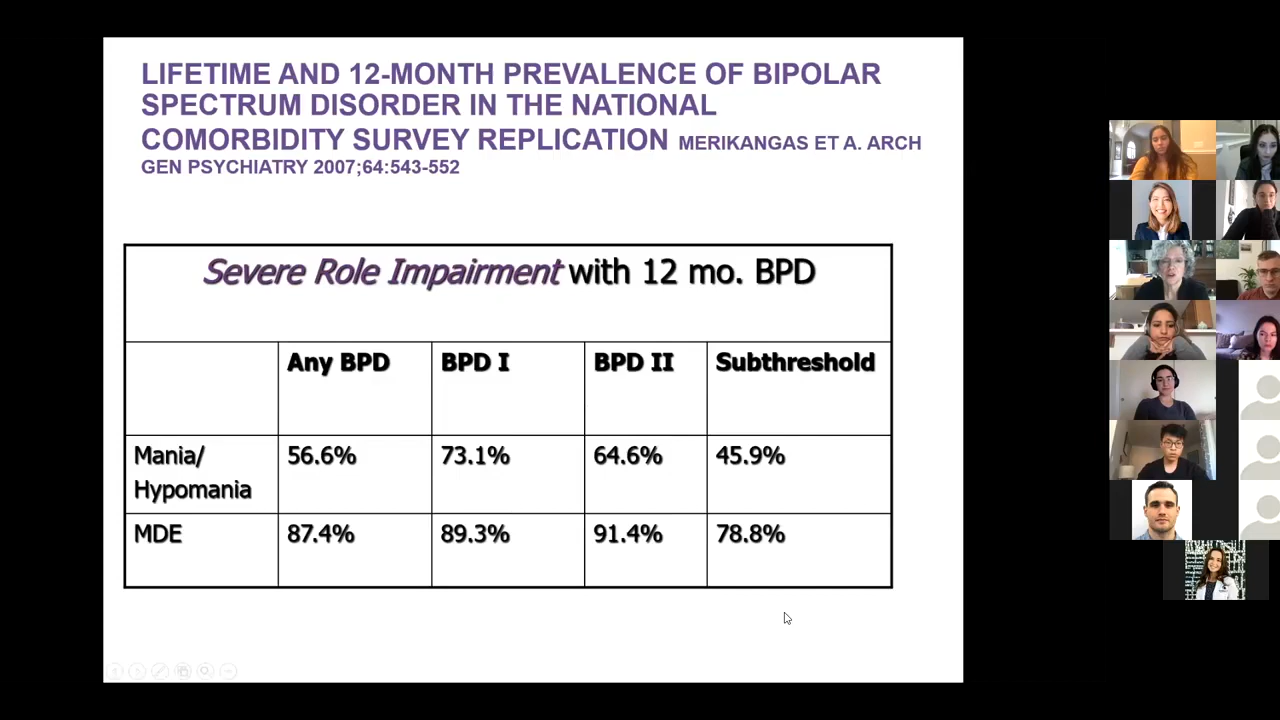 LIFETIME AND 12-MONTH PREVALENCE OF BIPOLAR
SPECTRUM DISORDER IN THE NATIONAL
COMORBIDITY SURVEY REPLICATION MERIKANGAS ET A. ARCH
GEN PSYCHIATRY 2007;64:543-552
Severe Role Impairment with 12 mo. BPD
Any BPD BPD I BPD II Subthreshold
Mania/ 56.6% 73.1% 64.6% 45.9%
Hypomania
MDE 87.4% 89.3% 91.4% 78.8%